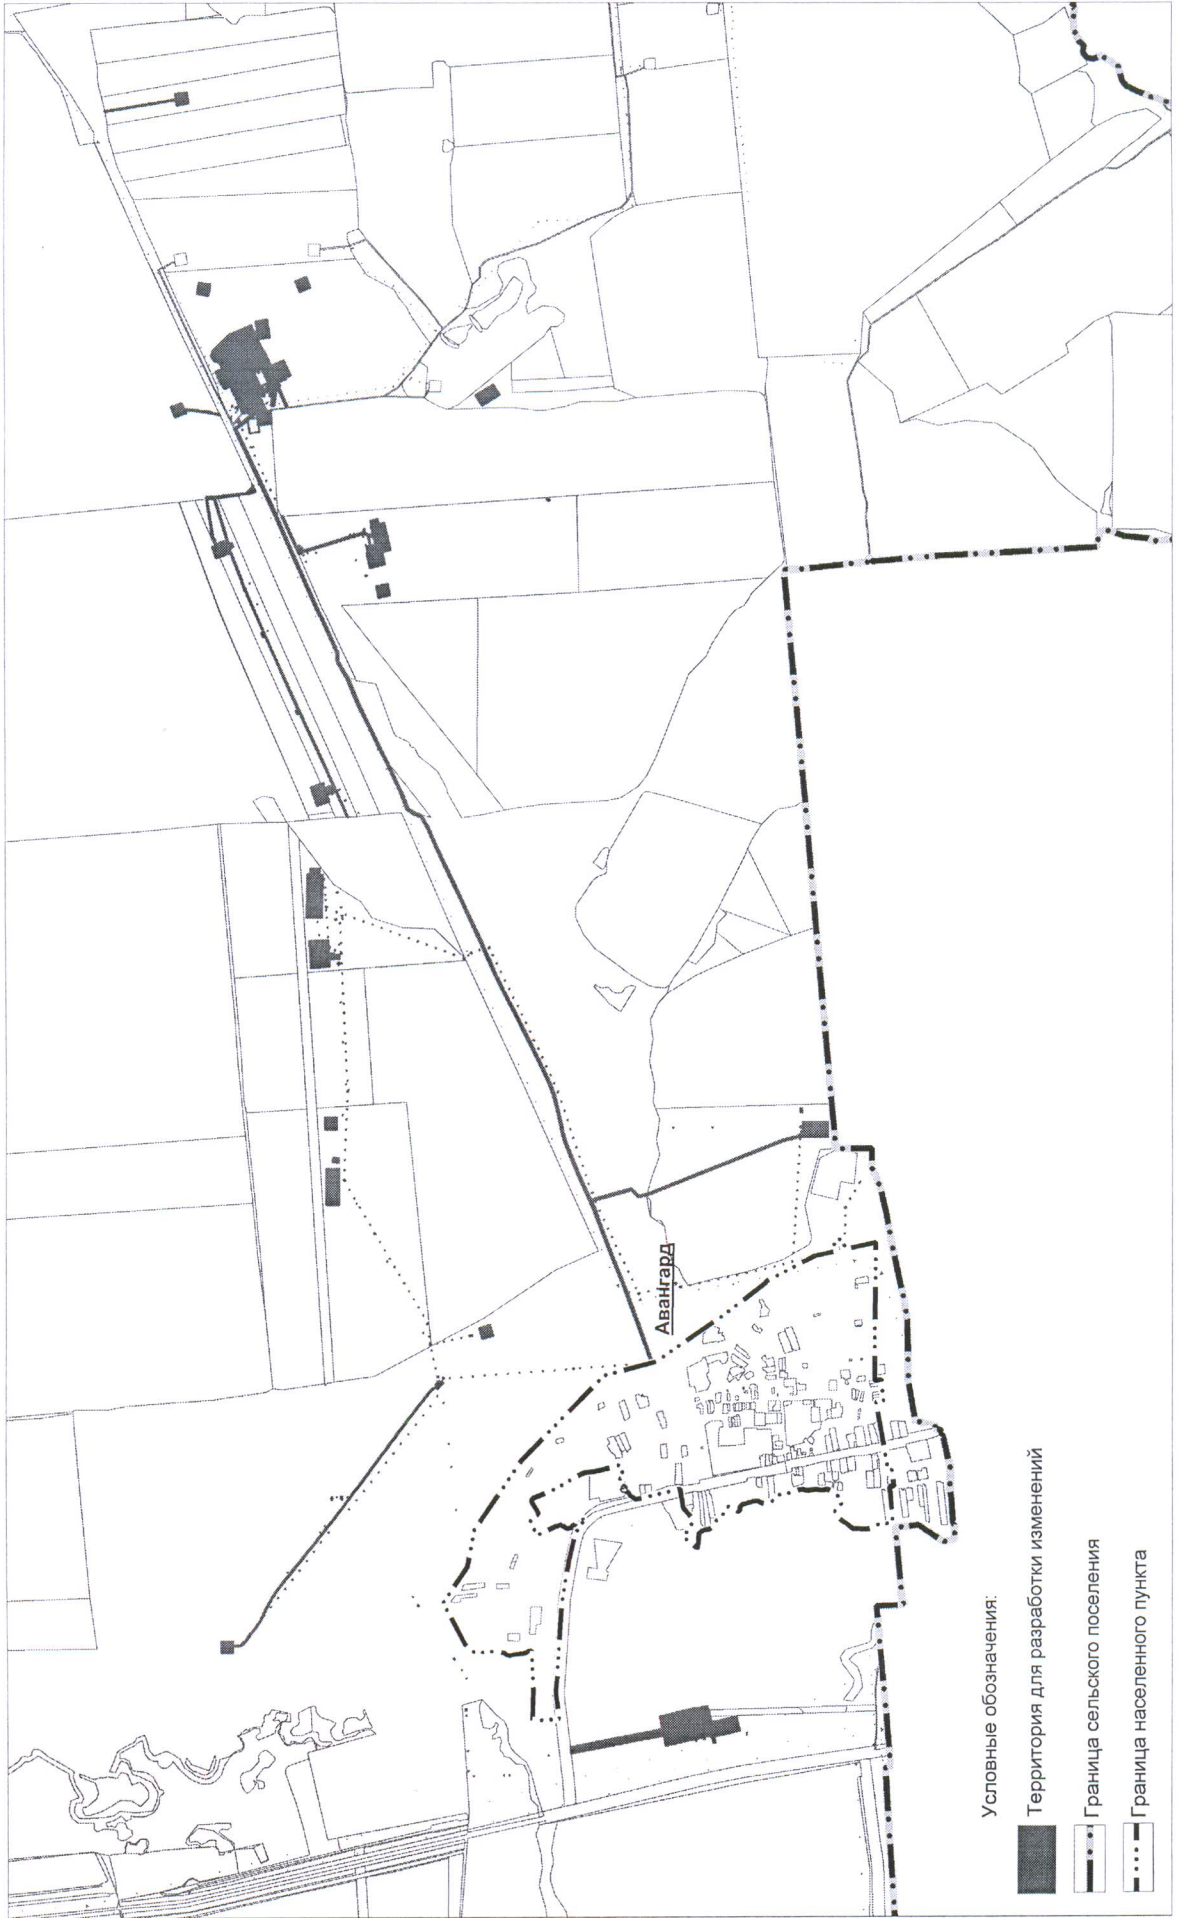 Авангард
Условные обозначения:
Территория для разработки изменений
Граница сельского поселения
Граница населенного пункта